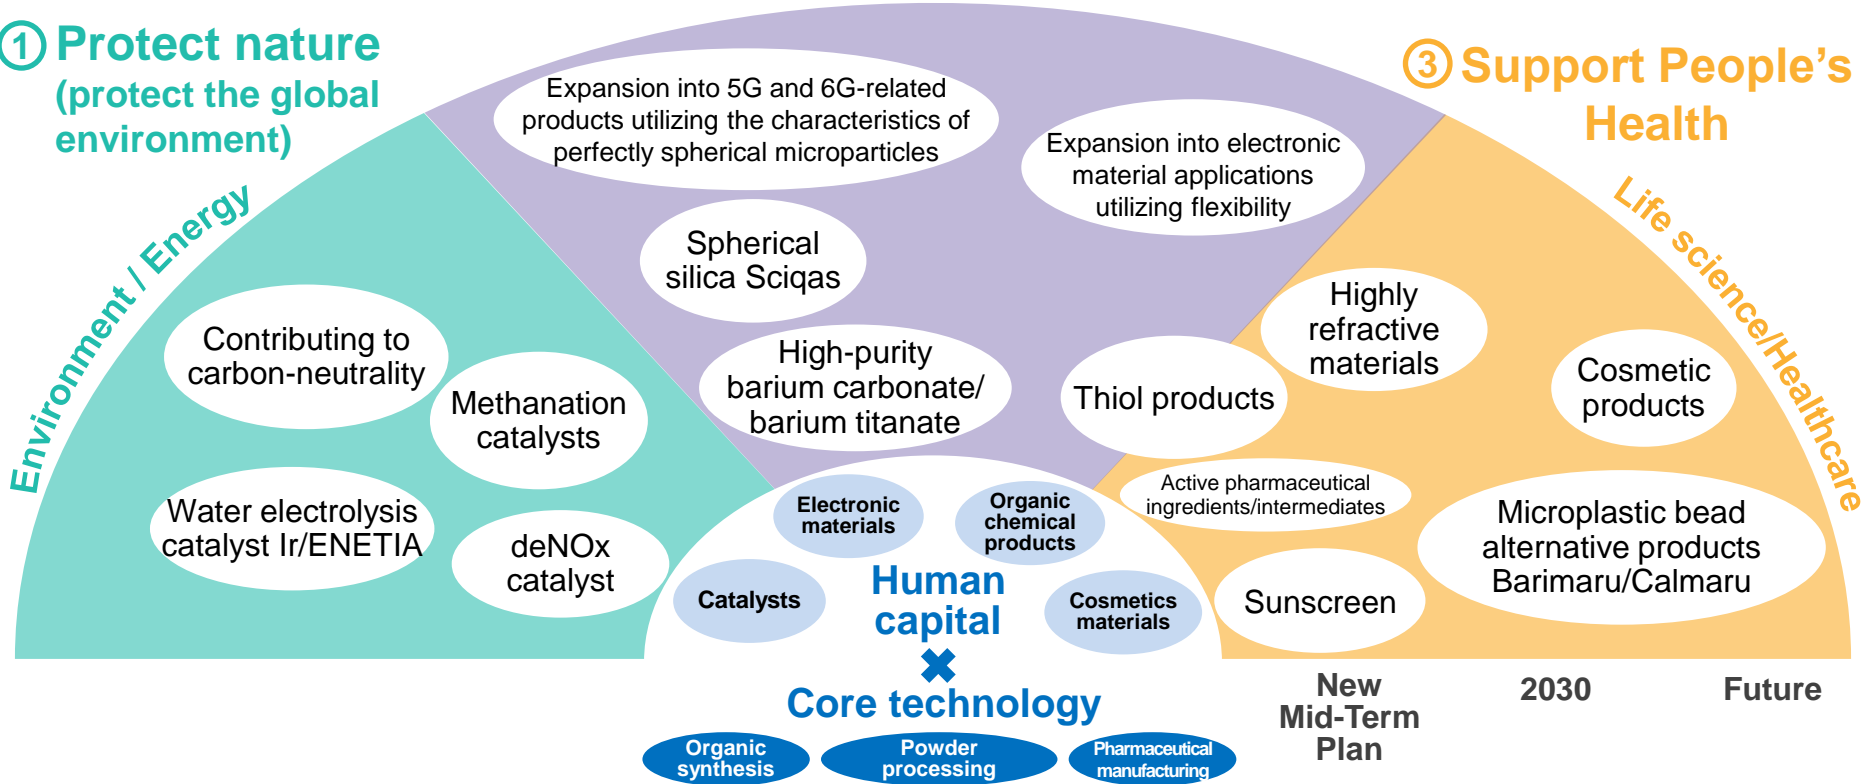 ① Protect nature
(protect the global
environment)
③ Support People's
Health
Environment / Energy
Life science/Healthcare
Expansion into 5G and 6G-related
products utilizing the characteristics of
perfectly spherical microparticles
Expansion into electronic
material applications
utilizing flexibility
Spherical
silica Sciqas
High-purity
barium carbonate/
barium titanate
Thiol products
Highly
refractive
materials
Cosmetic
products
Contributing to
carbon-neutrality
Methanation
catalysts
Water electrolysis
catalyst Ir/ENETIA
deNOx
catalyst
Active pharmaceutical
ingredients/intermediates
Microplastic bead
alternative products
Barimaru/Calmaru
Sunscreen
Electronic
materials
Organic
chemical
products
Catalysts
Cosmetics
materials
Human
capital
✖
Core technology
Organic
synthesis
Powder
processing
Pharmaceutical
manufacturing
New
Mid-Term
Plan
2030
Future